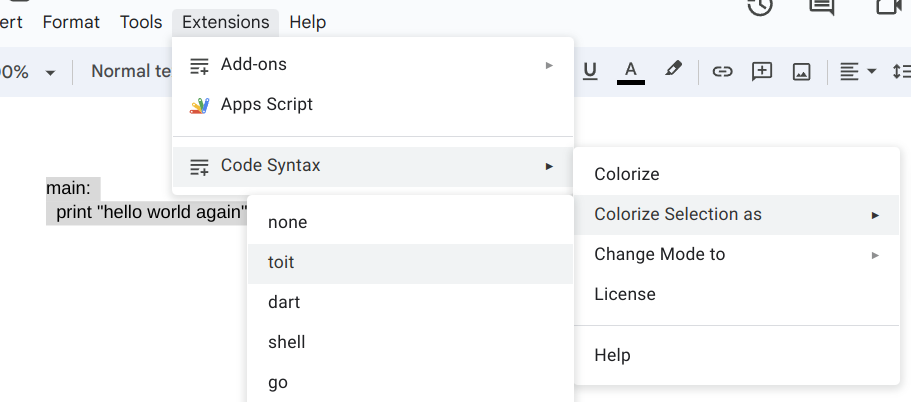 ert Format Tools Extensions Help
00% Normal te U A
Add-ons
Apps Script
Code Syntax
Colorize
Colorize Selection as
Change Mode to
License
Help
none
toit
dart
shell
go
main:
print "hello world again"